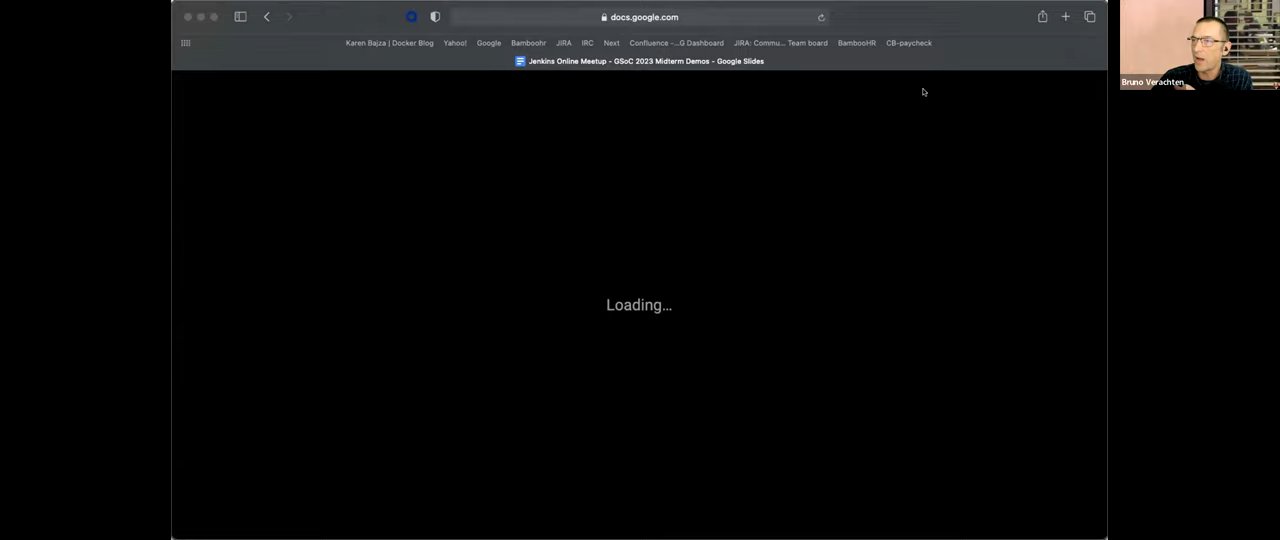 docs.google.com
Karen Bajza | Docker Blog Yahoo! Google Bamboohr JIRA IRC Next Confluence -...G Dashboard JIRA: Commu... Team board BambooHR CB-paycheck
Jenkins Online Meetup - GSoC 2023 Midterm Demos - Google Slides
Bruno Verachten
Loading...